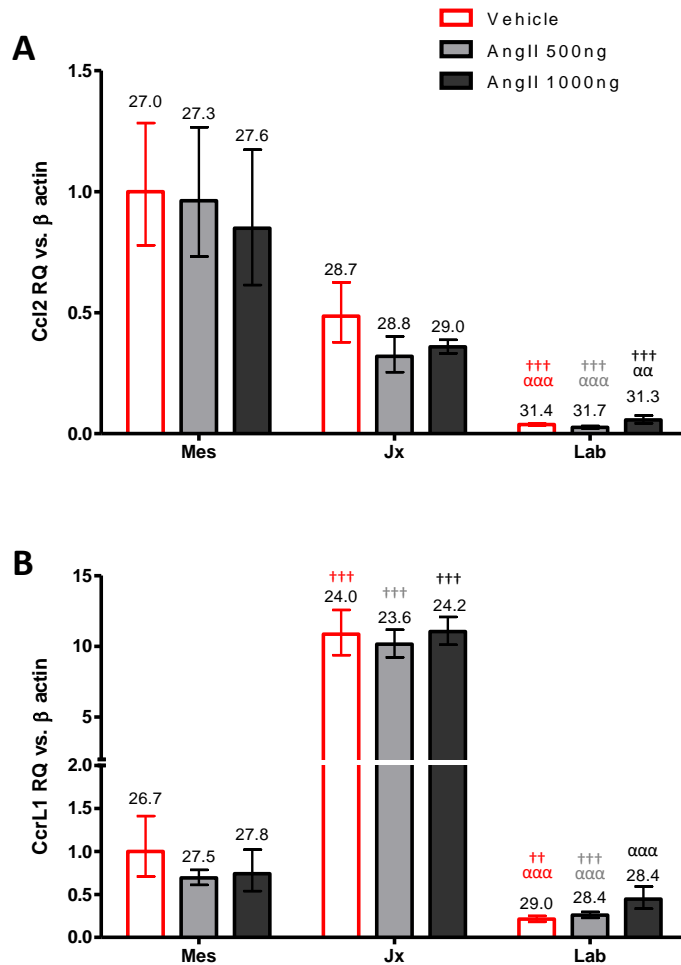 Vehicle
AngII 500ng
AngII 1000ng
A
Ccl2 RQ vs. β actin
1.5
1.0
0.5
0.0
27.0
27.3
27.6
28.7
28.8
29.0
††† ††† †††
ααα ααα αα
31.4 31.7 31.3
Mes Jx Lab
B
CcrL1 RQ vs. β actin
15
10
5
2.0
1.5
1.0
0.5
0.0
††† ††† †††
24.0 23.6 24.2
26.7 27.5 27.8
†† †††
ααα ααα ααα
29.0 28.4 28.4
Mes Jx Lab